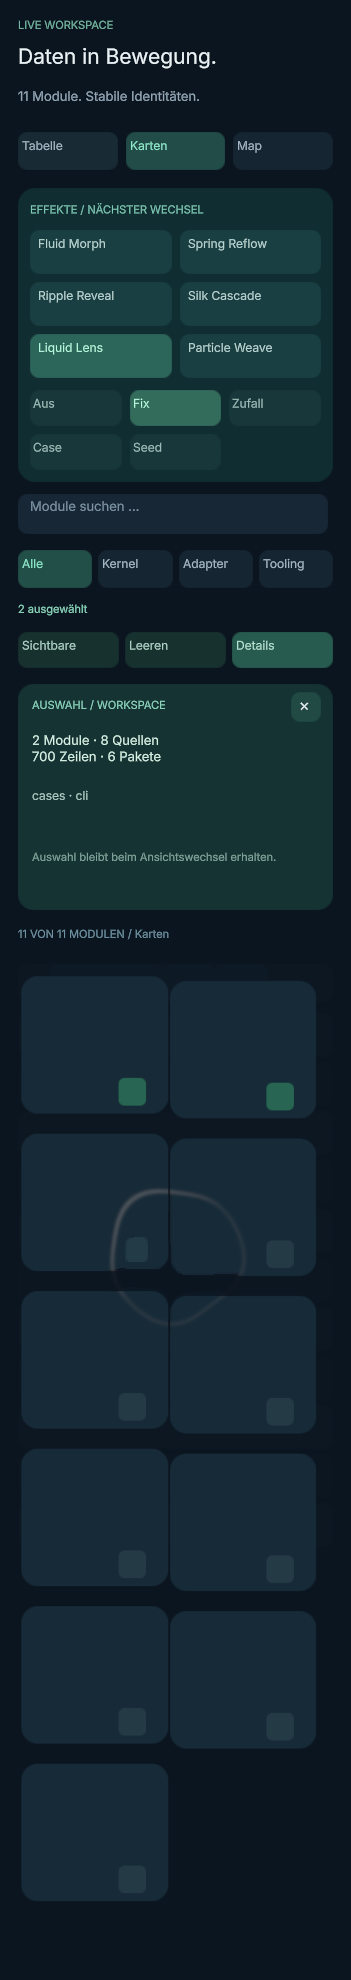 LIVE WORKSPACE
Daten in Bewegung.
11 Module. Stabile Identitäten.
Tabelle Karten Map
EFFEKTE / NÄCHSTER WECHSEL
Fluid Morph Spring Reflow
Ripple Reveal Silk Cascade
Liquid Lens Particle Weave
Aus Fix Zufall
Case Seed
Module suchen ...
Alle Kernel Adapter Tooling
2 ausgewählt
Sichtbare Leeren Details
AUSWAHL / WORKSPACE ×
2 Module · 8 Quellen
700 Zeilen · 6 Pakete
cases · cli
Auswahl bleibt beim Ansichtswechsel erhalten.
11 VON 11 MODULEN / Karten